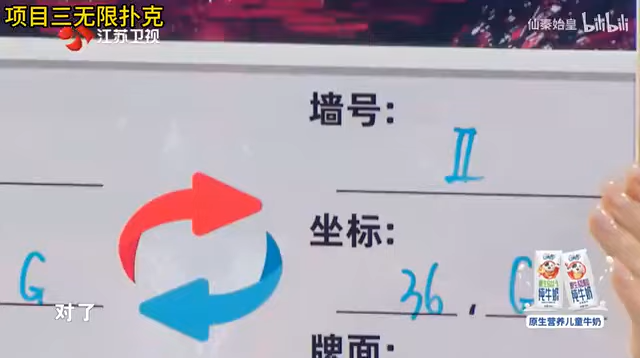 项目三无限扑克
江苏卫视
仙秦始皇 bilibili
墙号:
II
坐标:
G
36, G
对了
纯牛奶
纯牛奶
原生营养儿童牛奶
牌面: